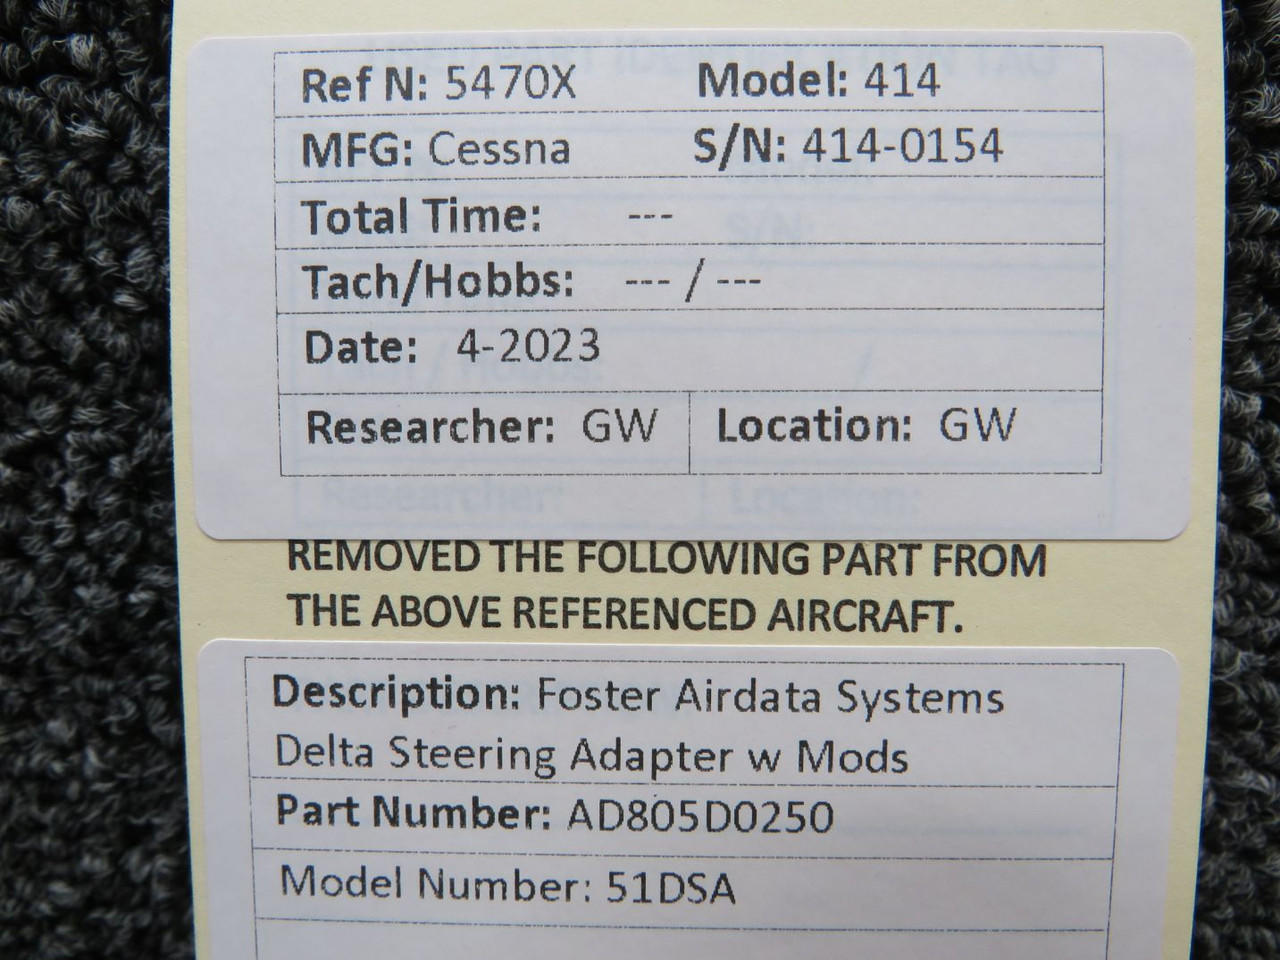 Ref N: 5470X Model: 414
MFG: Cessna S/N: 414-0154
Total Time: ---
Tach/Hobbs: --- / ---
Date: 4-2023
Researcher: GW Location: GW
REMOVED THE FOLLOWING PART FROM
THE ABOVE REFERENCED AIRCRAFT.
Description: Foster Airdata Systems
Delta Steering Adapter w Mods
Part Number: AD805D0250
Model Number: 51DSA